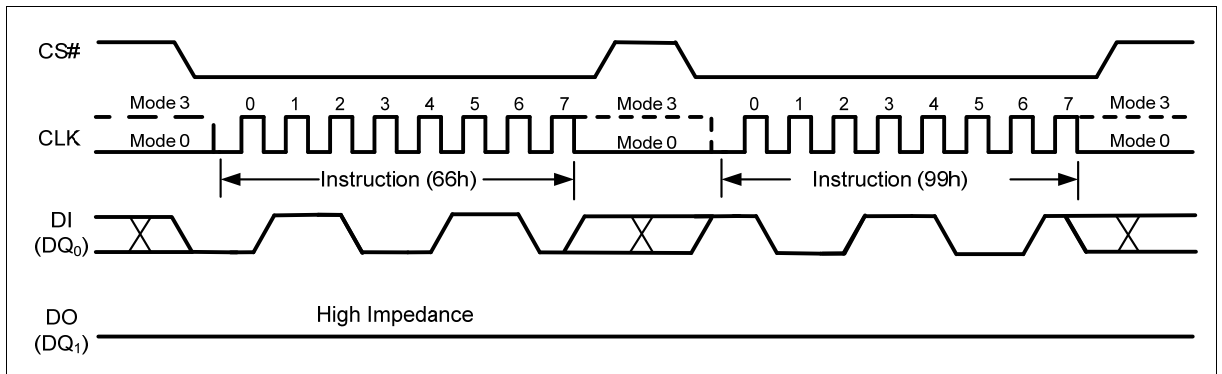 CS#
Mode 3 0 1 2 3 4 5 6 7 Mode 3 0 1 2 3 4 5 6 7 Mode 3
CLK
Mode 0 Mode 0 Mode 0
Instruction (66h) Instruction (99h)
DI
(DQ₀)
DO
(DQ₁)
High Impedance